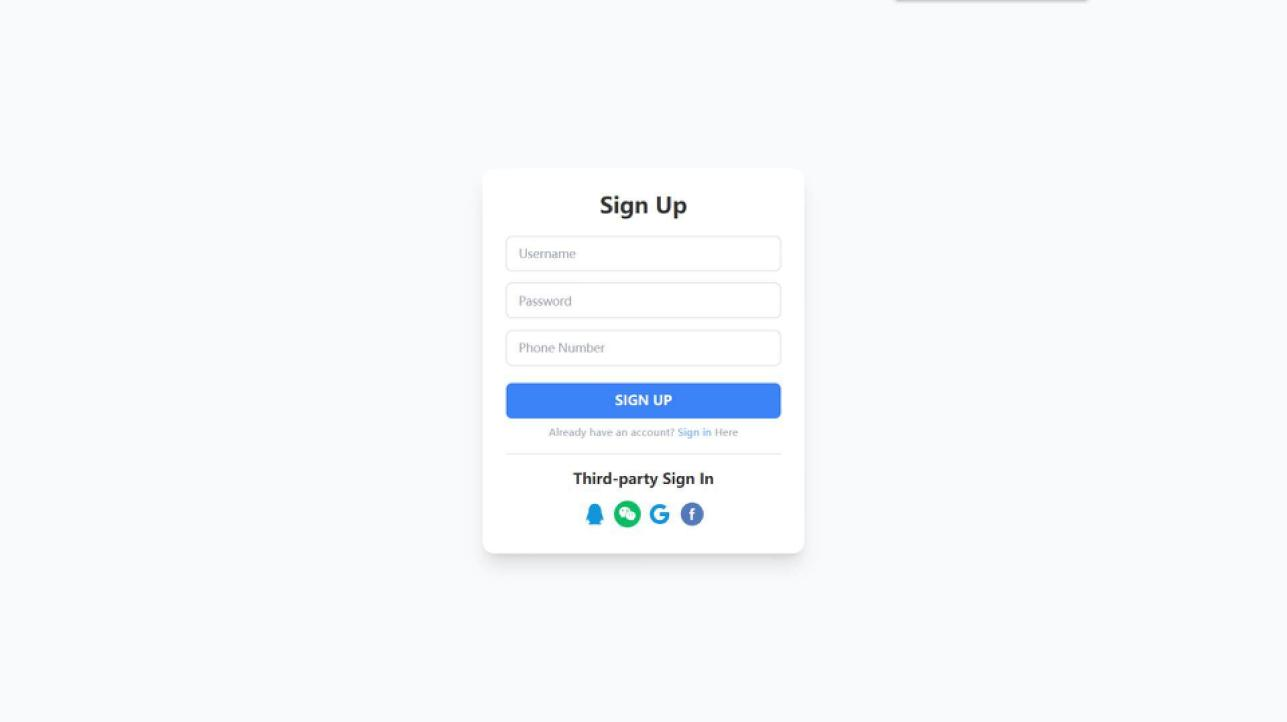 Sign Up
Username
Password
Phone Number
SIGN UP
Already have an account? Sign in Here
Third-party Sign In